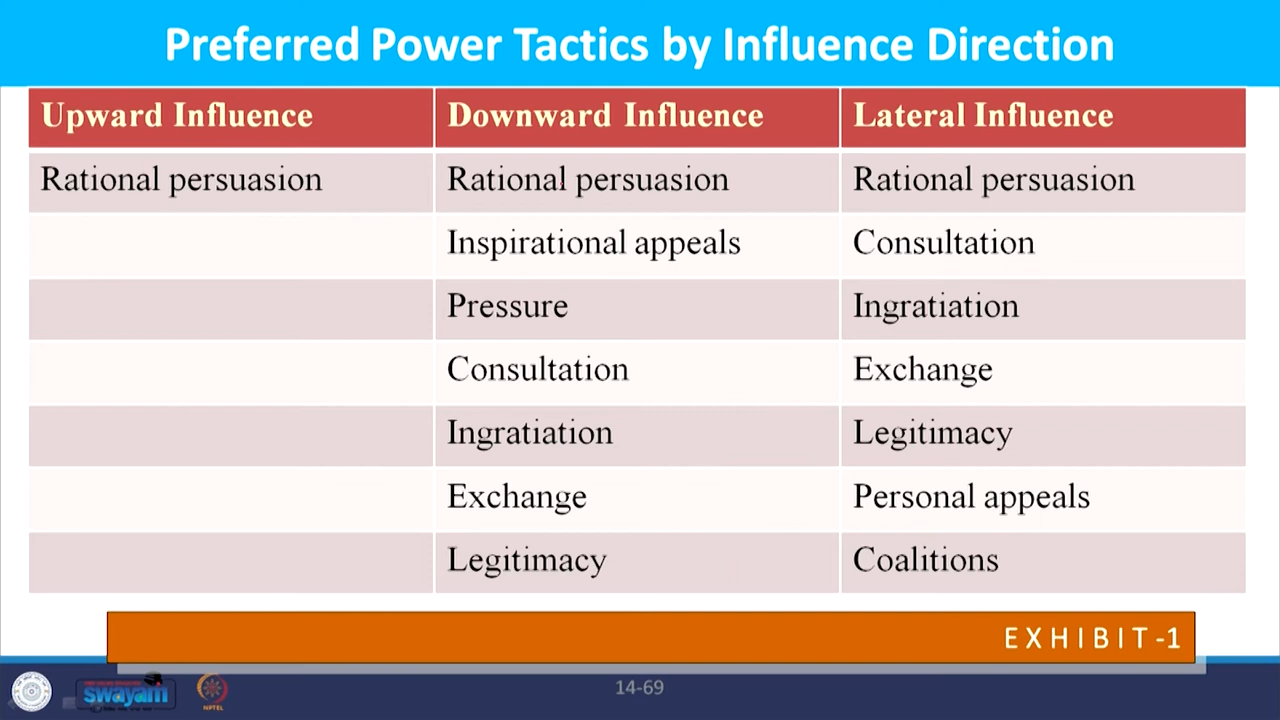 Preferred Power Tactics by Influence Direction
Upward Influence Downward Influence Lateral Influence
Rational persuasion Rational persuasion Rational persuasion
Inspirational appeals Consultation
Pressure Ingratiation
Consultation Exchange
Ingratiation Legitimacy
Exchange Personal appeals
Legitimacy Coalitions
EXHIBIT-1
swayam
NPTEL
14-69